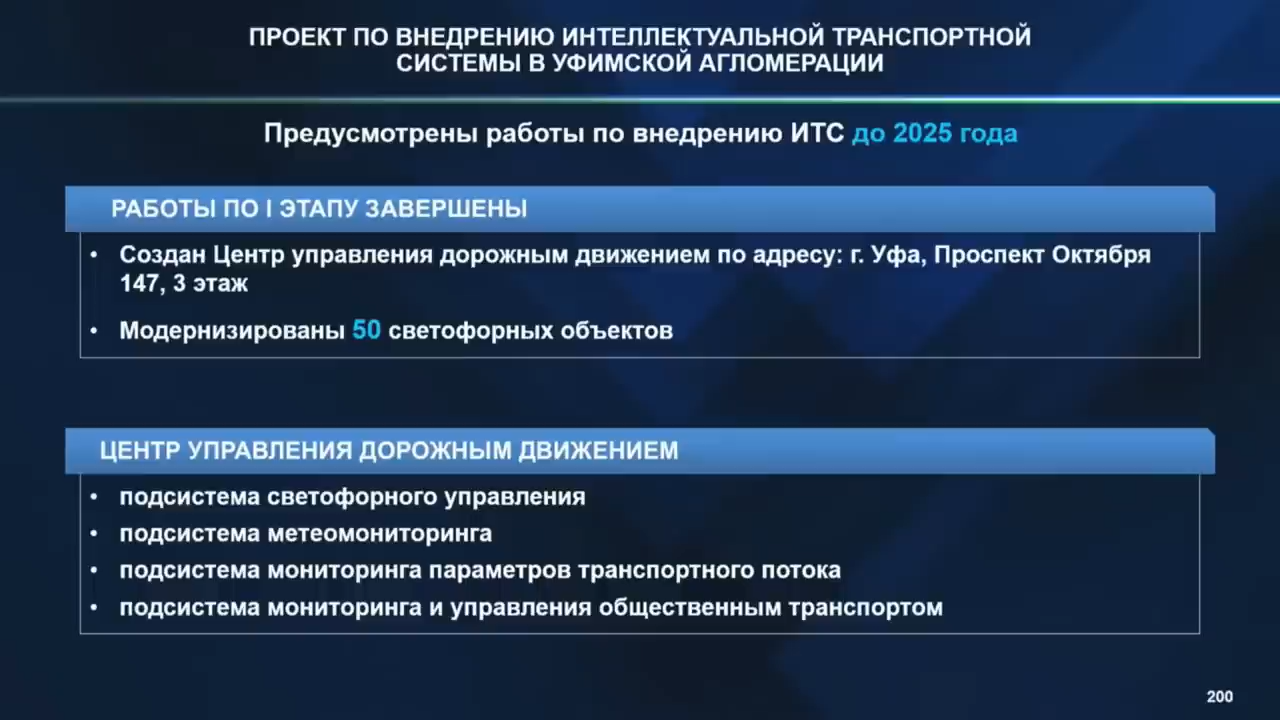 ПРОЕКТ ПО ВНЕДРЕНИЮ ИНТЕЛЛЕКТУАЛЬНОЙ ТРАНСПОРТНОЙ
СИСТЕМЫ В УФИМСКОЙ АГЛОМЕРАЦИИ
Предусмотрены работы по внедрению ИТС до 2025 года
РАБОТЫ ПО I ЭТАПУ ЗАВЕРШЕНЫ
• Создан Центр управления дорожным движением по адресу: г. Уфа, Проспект Октября
147, 3 этаж
• Модернизированы 50 светофорных объектов
ЦЕНТР УПРАВЛЕНИЯ ДОРОЖНЫМ ДВИЖЕНИЕМ
• подсистема светофорного управления
• подсистема метеомониторинга
• подсистема мониторинга параметров транспортного потока
• подсистема мониторинга и управления общественным транспортом
200